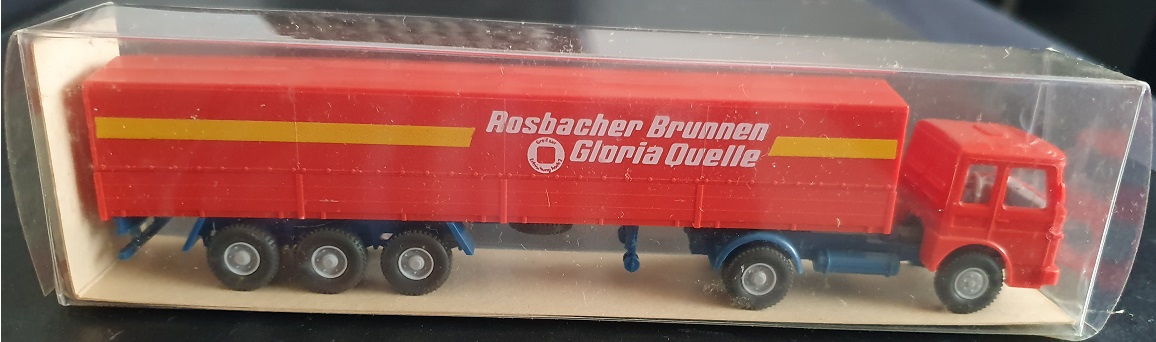 Rosbacher Brunnen
Gloria Quelle